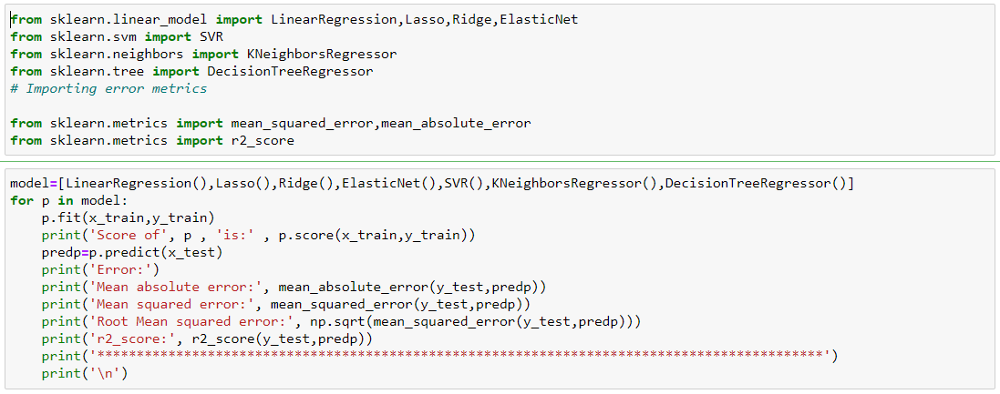 from sklearn.linear_model import LinearRegression,Lasso,Ridge,ElasticNet
from sklearn.svm import SVR
from sklearn.neighbors import KNeighborsRegressor
from sklearn.tree import DecisionTreeRegressor
# Importing error metrics
from sklearn.metrics import mean_squared_error,mean_absolute_error
from sklearn.metrics import r2_score
model=[LinearRegression(),Lasso(),Ridge(),ElasticNet(),SVR(),KNeighborsRegressor(),DecisionTreeRegressor()]
for p in model:
    p.fit(x_train,y_train)
    print('Score of', p , 'is:' , p.score(x_train,y_train))
    predp=p.predict(x_test)
    print('Error:')
    print('Mean absolute error:', mean_absolute_error(y_test,predp))
    print('Mean squared error:', mean_squared_error(y_test,predp))
    print('Root Mean squared error:', np.sqrt(mean_squared_error(y_test,predp)))
    print('r2_score:', r2_score(y_test,predp))
    print('********************************************************************************************')
    print('\n')